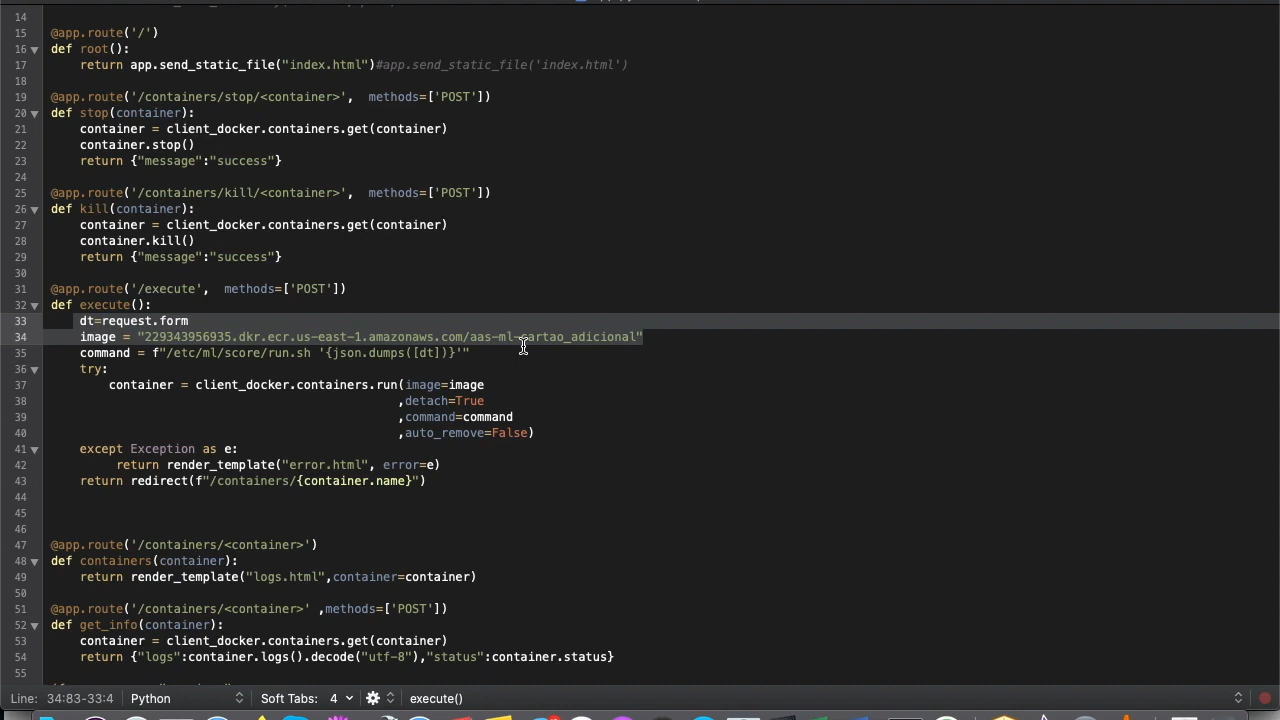 14
15 @app.route('/')
16 def root():
17     return app.send_static_file("index.html")#app.send_static_file('index.html')
18
19 @app.route('/containers/stop/<container>',  methods=['POST'])
20 def stop(container):
21     container = client_docker.containers.get(container)
22     container.stop()
23     return {"message":"success"}
24
25 @app.route('/containers/kill/<container>',  methods=['POST'])
26 def kill(container):
27     container = client_docker.containers.get(container)
28     container.kill()
29     return {"message":"success"}
30
31 @app.route('/execute',  methods=['POST'])
32 def execute():
33     dt=request.form
34     image = "229343956935.dkr.ecr.us-east-1.amazonaws.com/aas-ml-cartao_adicional"
35     command = f"/etc/ml/score/run.sh '{json.dumps([dt])}'"
36     try:
37         container = client_docker.containers.run(image=image
38                                                 ,detach=True
39                                                 ,command=command
40                                                 ,auto_remove=False)
41     except Exception as e:
42          return render_template("error.html", error=e)
43     return redirect(f"/containers/{container.name}")
44
45
46
47 @app.route('/containers/<container>')
48 def containers(container):
49     return render_template("logs.html",container=container)
50
51 @app.route('/containers/<container>' ,methods=['POST'])
52 def get_info(container):
53     container = client_docker.containers.get(container)
54     return {"logs":container.logs().decode("utf-8"),"status":container.status}
55
Line: 34:83-33:4 Python Soft Tabs: 4 execute()